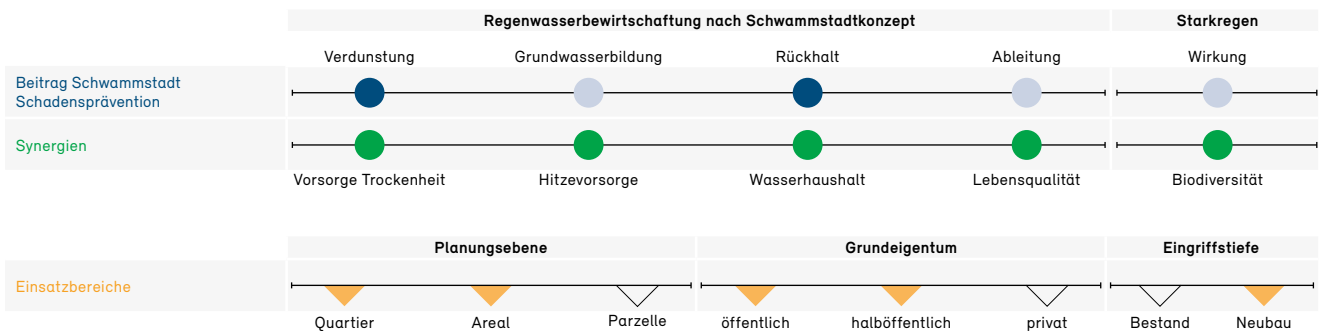 Regenwasserbewirtschaftung nach Schwammstadtkonzept
Starkregen
Verdunstung
Grundwasserbildung
Rückhalt
Ableitung
Wirkung
Beitrag Schwammstadt
Schadensprävention
Synergien
Vorsorge Trockenheit
Hitzevorsorge
Wasserhaushalt
Lebensqualität
Biodiversität
Planungsebene
Grundeigentum
Eingriffstiefe
Einsatzbereiche
Quartier
Areal
Parzelle
öffentlich
halböffentlich
privat
Bestand
Neubau